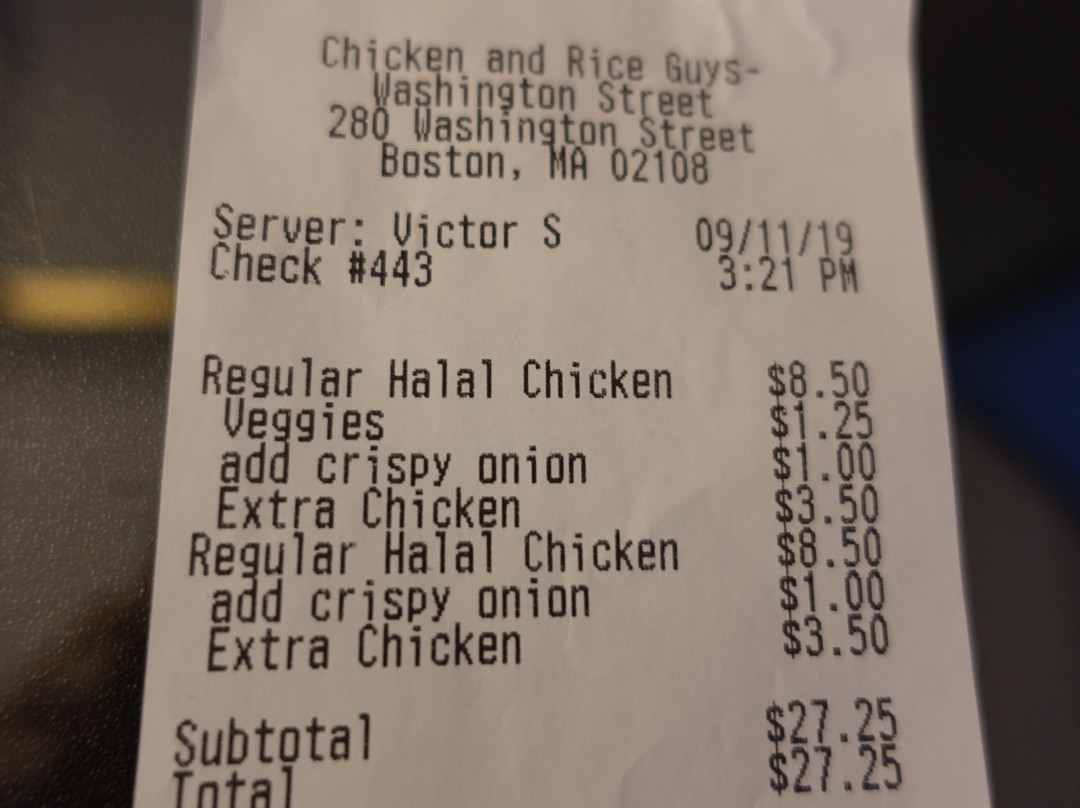 Chicken and Rice Guys-
Washington Street
280 Washington Street
Boston, MA 02108
Server: Victor S 09/11/19
Check #443 3:21 PM
Regular Halal Chicken $8.50
Veggies $1.25
add crispy onion $1.00
Extra Chicken $3.50
Regular Halal Chicken $8.50
add crispy onion $1.00
Extra Chicken $3.50
Subtotal $27.25
Total $27.25